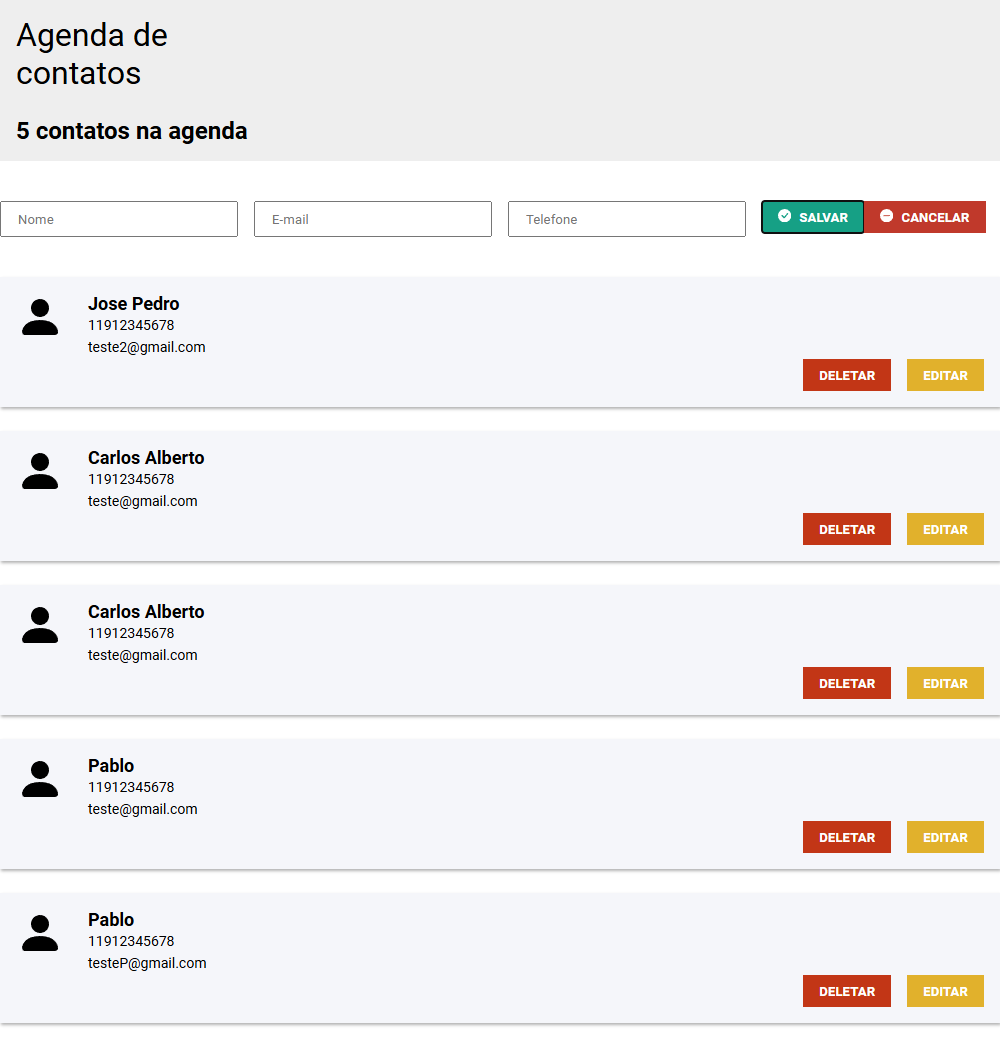 Agenda de
contatos
5 contatos na agenda
Nome E-mail Telefone SALVAR CANCELAR
Jose Pedro
11912345678
teste2@gmail.com
DELETAR EDITAR
Carlos Alberto
11912345678
teste@gmail.com
DELETAR EDITAR
Carlos Alberto
11912345678
teste@gmail.com
DELETAR EDITAR
Pablo
11912345678
teste@gmail.com
DELETAR EDITAR
Pablo
11912345678
testeP@gmail.com
DELETAR EDITAR